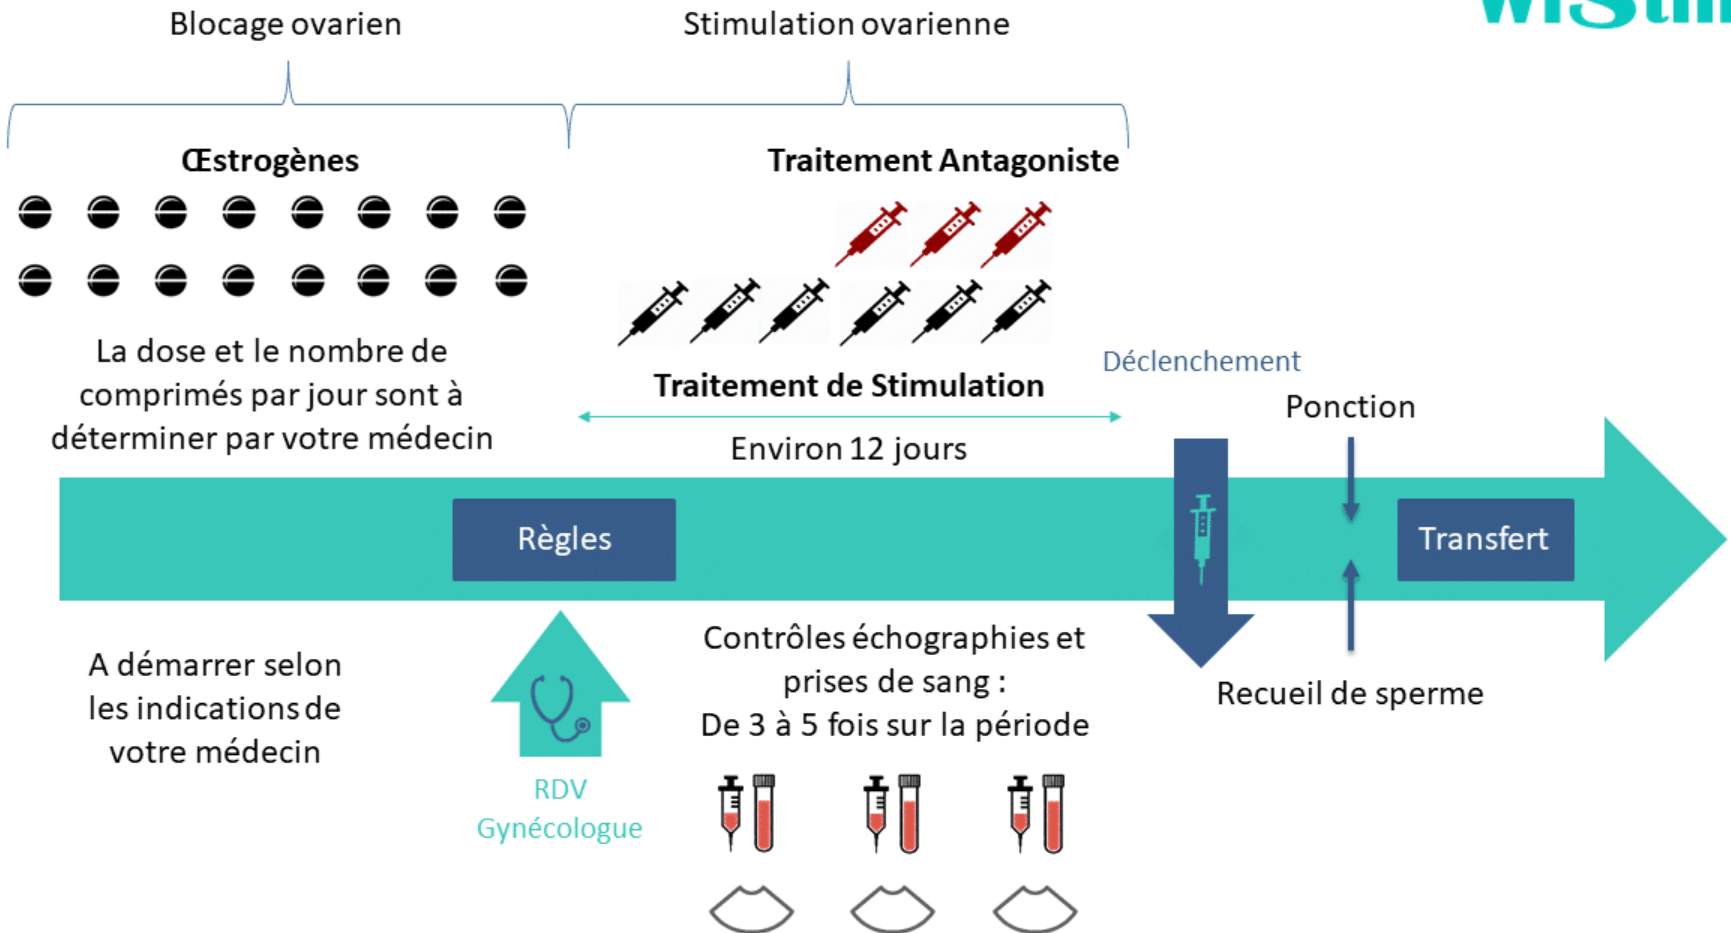 Blocage ovarien
Stimulation ovarienne
Œstrogènes
Traitement Antagoniste
La dose et le nombre de
comprimés par jour sont à
déterminer par votre médecin
Traitement de Stimulation
Environ 12 jours
Déclenchement
Ponction
Règles
Transfert
A démarrer selon
les indications de
votre médecin
RDV
Gynécologue
Contrôles échographies et
prises de sang :
De 3 à 5 fois sur la période
Recueil de sperme